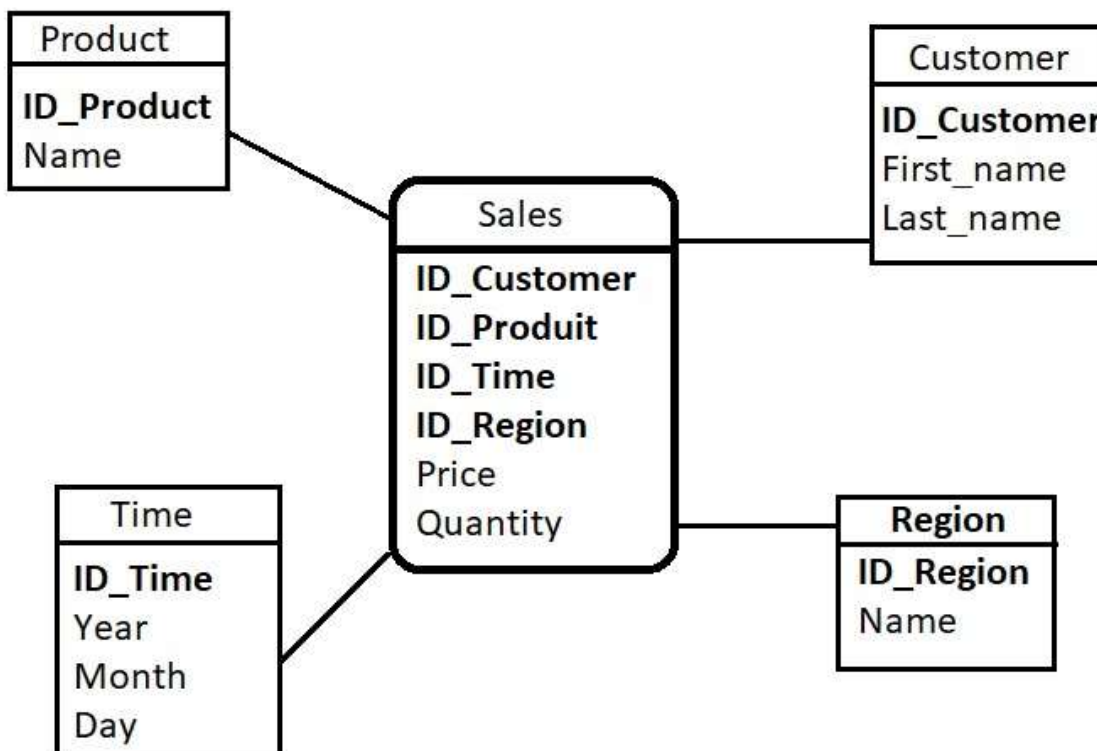 Product
ID_Product
Name
Customer
ID_Customer
First_name
Last_name
Sales
ID_Customer
ID_Produit
ID_Time
ID_Region
Price
Quantity
Time
ID_Time
Year
Month
Day
Region
ID_Region
Name